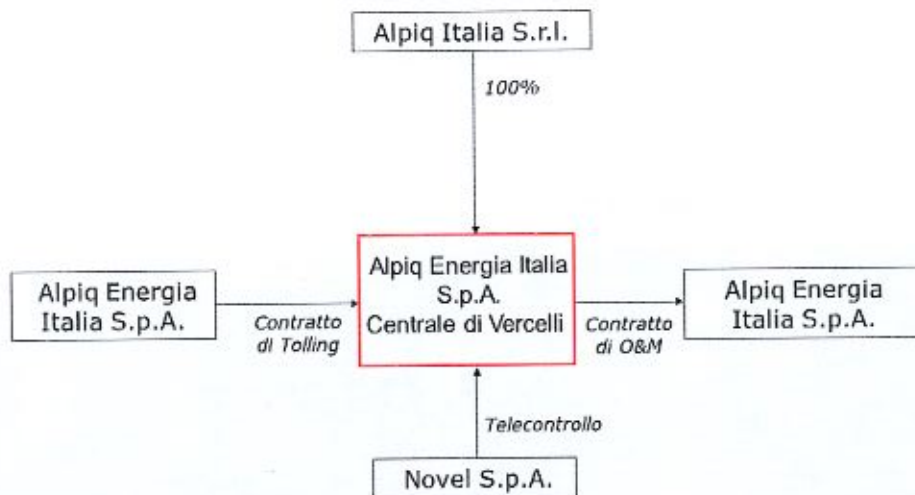 Alpiq Italia S.r.l.
100%
Alpiq Energia
Italia S.p.A.
Contratto
di Tolling
Alpiq Energia Italia
S.p.A.
Centrale di Vercelli
Contratto
di O&M
Alpiq Energia
Italia S.p.A.
Telecontrollo
Novel S.p.A.